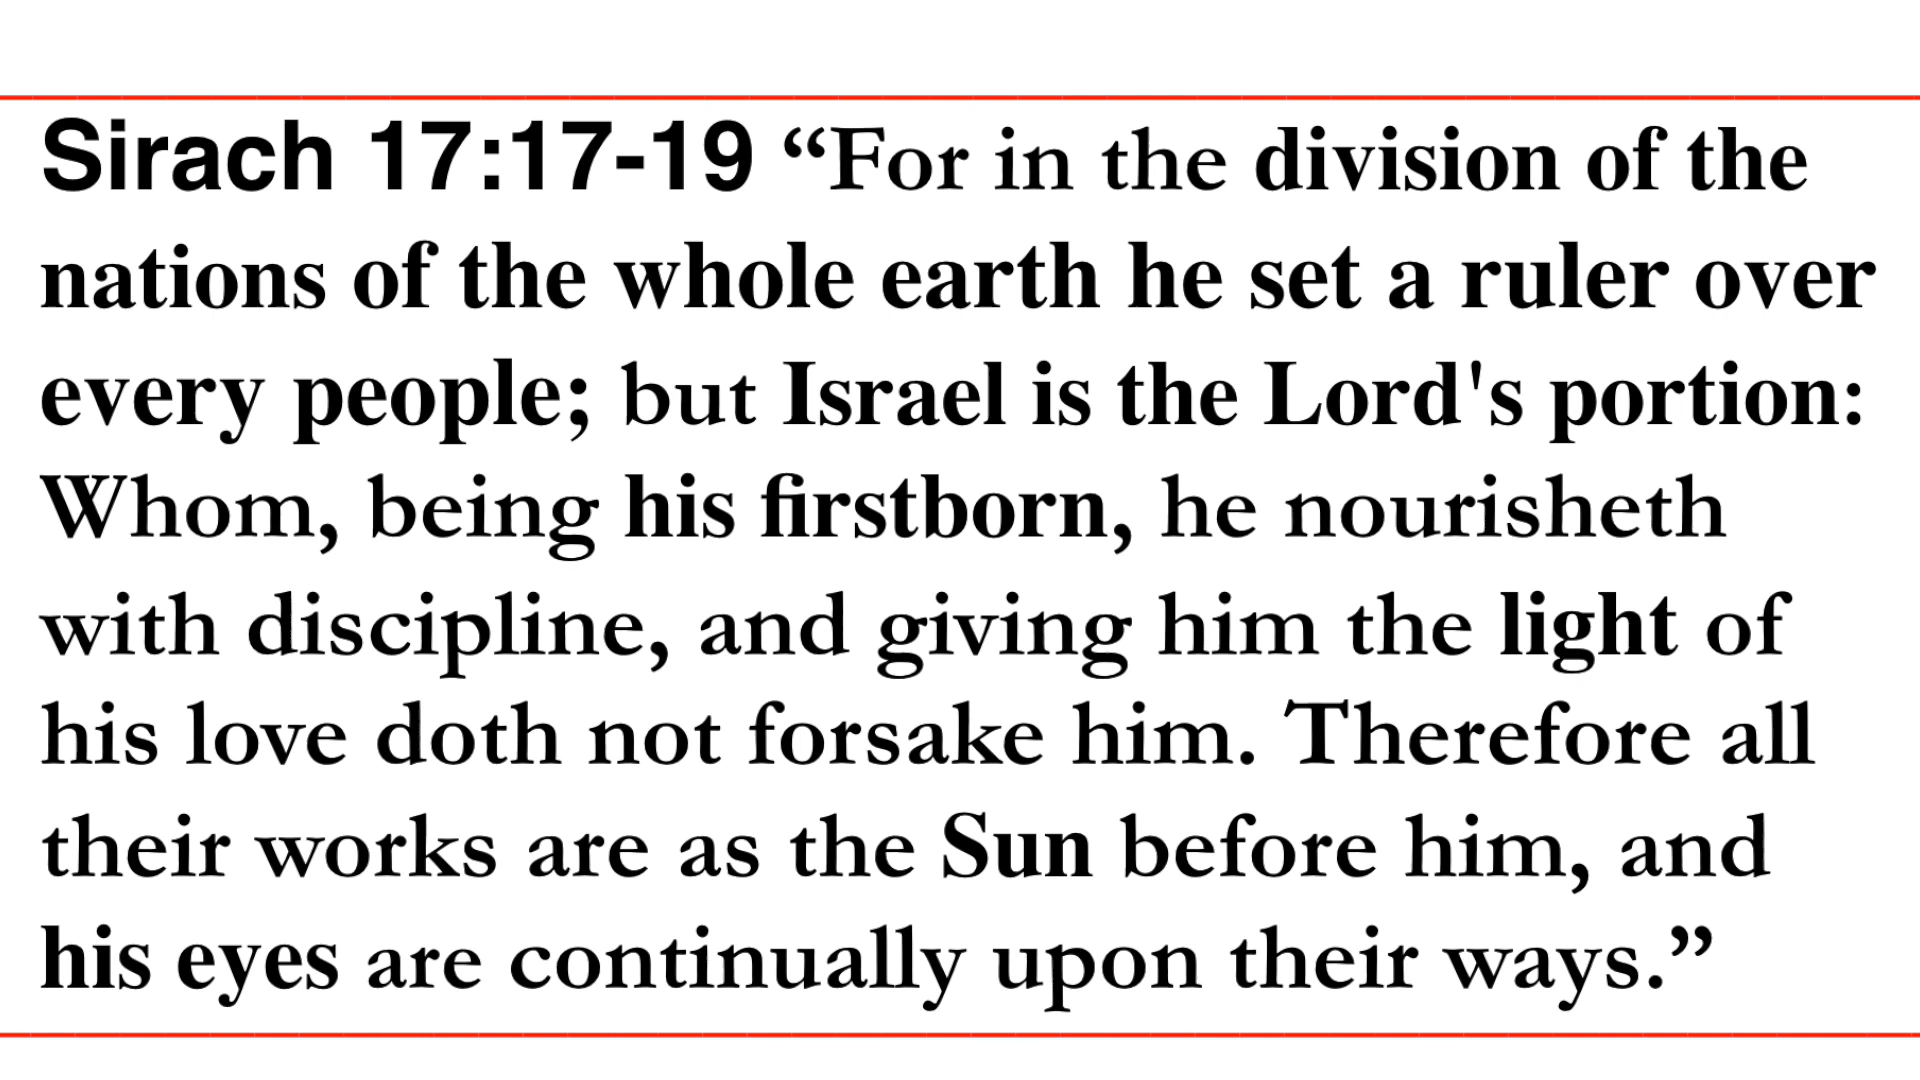 Sirach 17:17-19 “For in the division of the
nations of the whole earth he set a ruler over
every people; but Israel is the Lord's portion:
Whom, being his firstborn, he nourisheth
with discipline, and giving him the light of
his love doth not forsake him. Therefore all
their works are as the Sun before him, and
his eyes are continually upon their ways.”